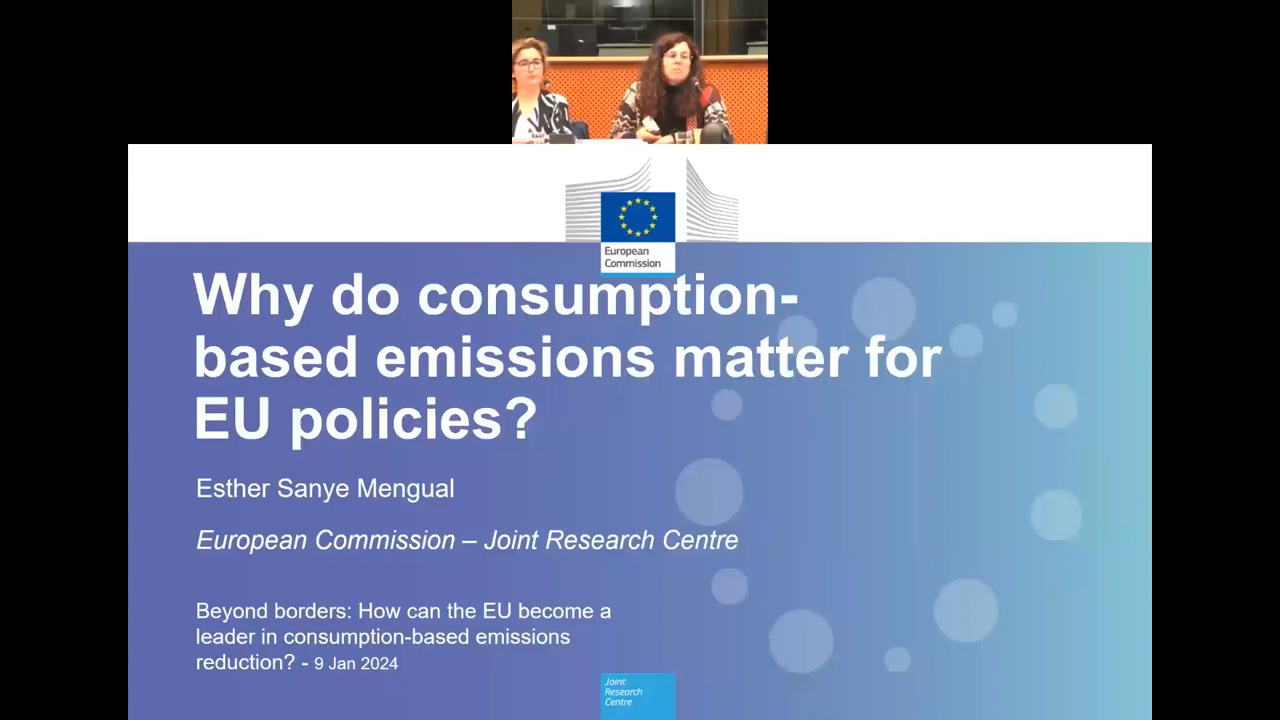 European
Commission
Why do consumption-
based emissions matter for
EU policies?
Esther Sanye Mengual
European Commission – Joint Research Centre
Beyond borders: How can the EU become a
leader in consumption-based emissions
reduction? - 9 Jan 2024
Joint
Research
Centre